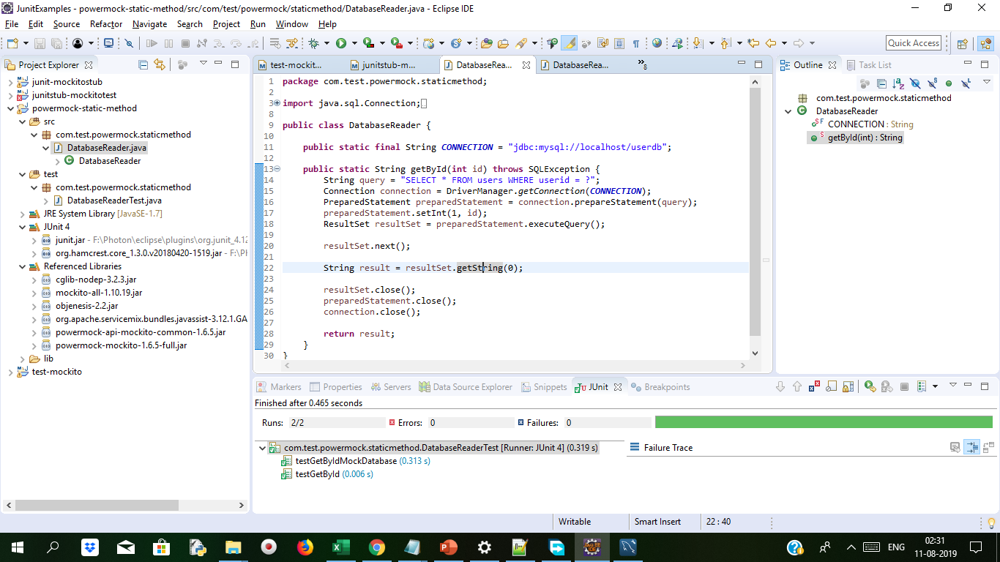 JunitExamples - powermock-static-method/src/com/test/powermock/staticmethod/DatabaseReader.java - Eclipse IDE
File Edit Source Refactor Navigate Search Project Run Window Help
Quick Access
Project Explorer
junit-mockitostub
junitstub-mockitotest
powermock-static-method
src
com.test.powermock.staticmethod
DatabaseReader.java
DatabaseReader
test
com.test.powermock.staticmethod
DatabaseReaderTest.java
JRE System Library [JavaSE-1.7]
JUnit 4
junit.jar - F:\Photon\eclipse\plugins\org.junit_4.12
org.hamcrest.core_1.3.0.v20180420-1519.jar - F:\Ph
Referenced Libraries
cglib-nodep-3.2.3.jar
mockito-all-1.10.19.jar
objenesis-2.2.jar
org.apache.servicemix.bundles.javassist-3.12.1.GA
powermock-api-mockito-common-1.6.5.jar
powermock-mockito-1.6.5-full.jar
lib
test-mockito
test-mockit... junitstub-m... DatabaseRea... DatabaseRea... »6
1 package com.test.powermock.staticmethod;
2
3 import java.sql.Connection;
8
9 public class DatabaseReader {
10
11 public static final String CONNECTION = "jdbc:mysql://localhost/userdb";
12
13 public static String getById(int id) throws SQLException {
14 String query = "SELECT * FROM users WHERE userid = ?";
15 Connection connection = DriverManager.getConnection(CONNECTION);
16 PreparedStatement preparedStatement = connection.prepareStatement(query);
17 preparedStatement.setInt(1, id);
18 ResultSet resultSet = preparedStatement.executeQuery();
19
20 resultSet.next();
21
22 String result = resultSet.getString(0);
23
24 resultSet.close();
25 preparedStatement.close();
26 connection.close();
27
28 return result;
29 }
30 }
Outline Task List
com.test.powermock.staticmethod
DatabaseReader
CONNECTION : String
getById(int) : String
Markers Properties Servers Data Source Explorer Snippets JUnit Breakpoints
Finished after 0.465 seconds
Runs: 2/2 Errors: 0 Failures: 0
com.test.powermock.staticmethod.DatabaseReaderTest [Runner: JUnit 4] (0.319 s)
testGetByIdMockDatabase (0.313 s)
testGetById (0.006 s)
Failure Trace
Writable Smart Insert 22 : 40
ENG
02:31
11-08-2019